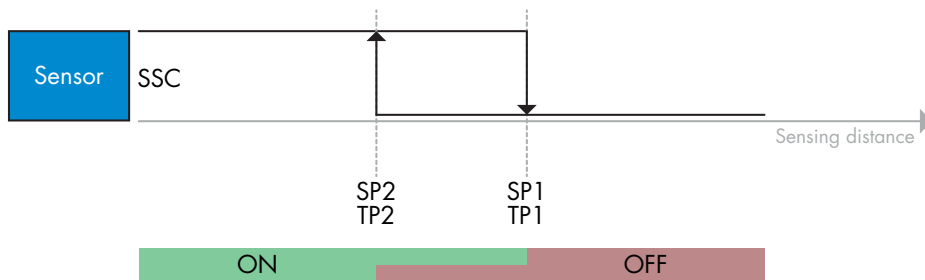 Sensor
SSC
Sensing distance
SP2
TP2
SP1
TP1
ON
OFF